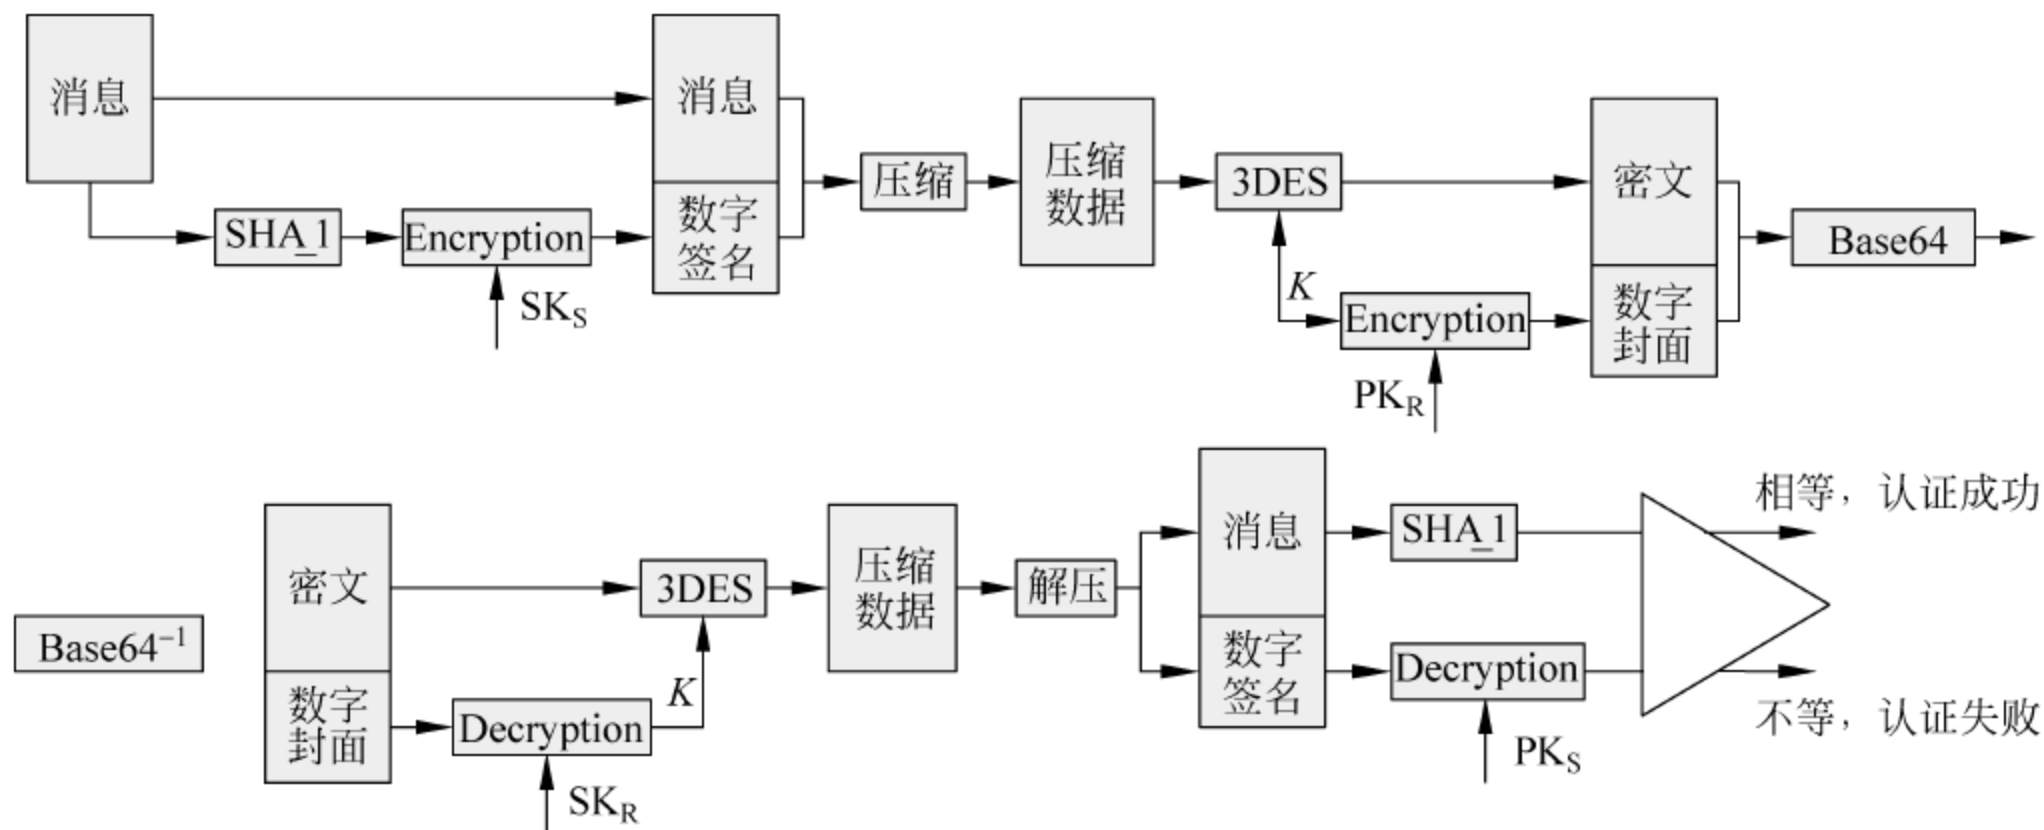 消息
SHA_1
Encryption
SKS
消息
数字
签名
压缩
压缩
数据
3DES
K
Encryption
PKR
密文
数字
封面
Base64
Base64⁻¹
密文
数字
封面
Decryption
SKR
K
3DES
压缩
数据
解压
消息
数字
签名
SHA_1
Decryption
PKS
相等，认证成功
不等，认证失败